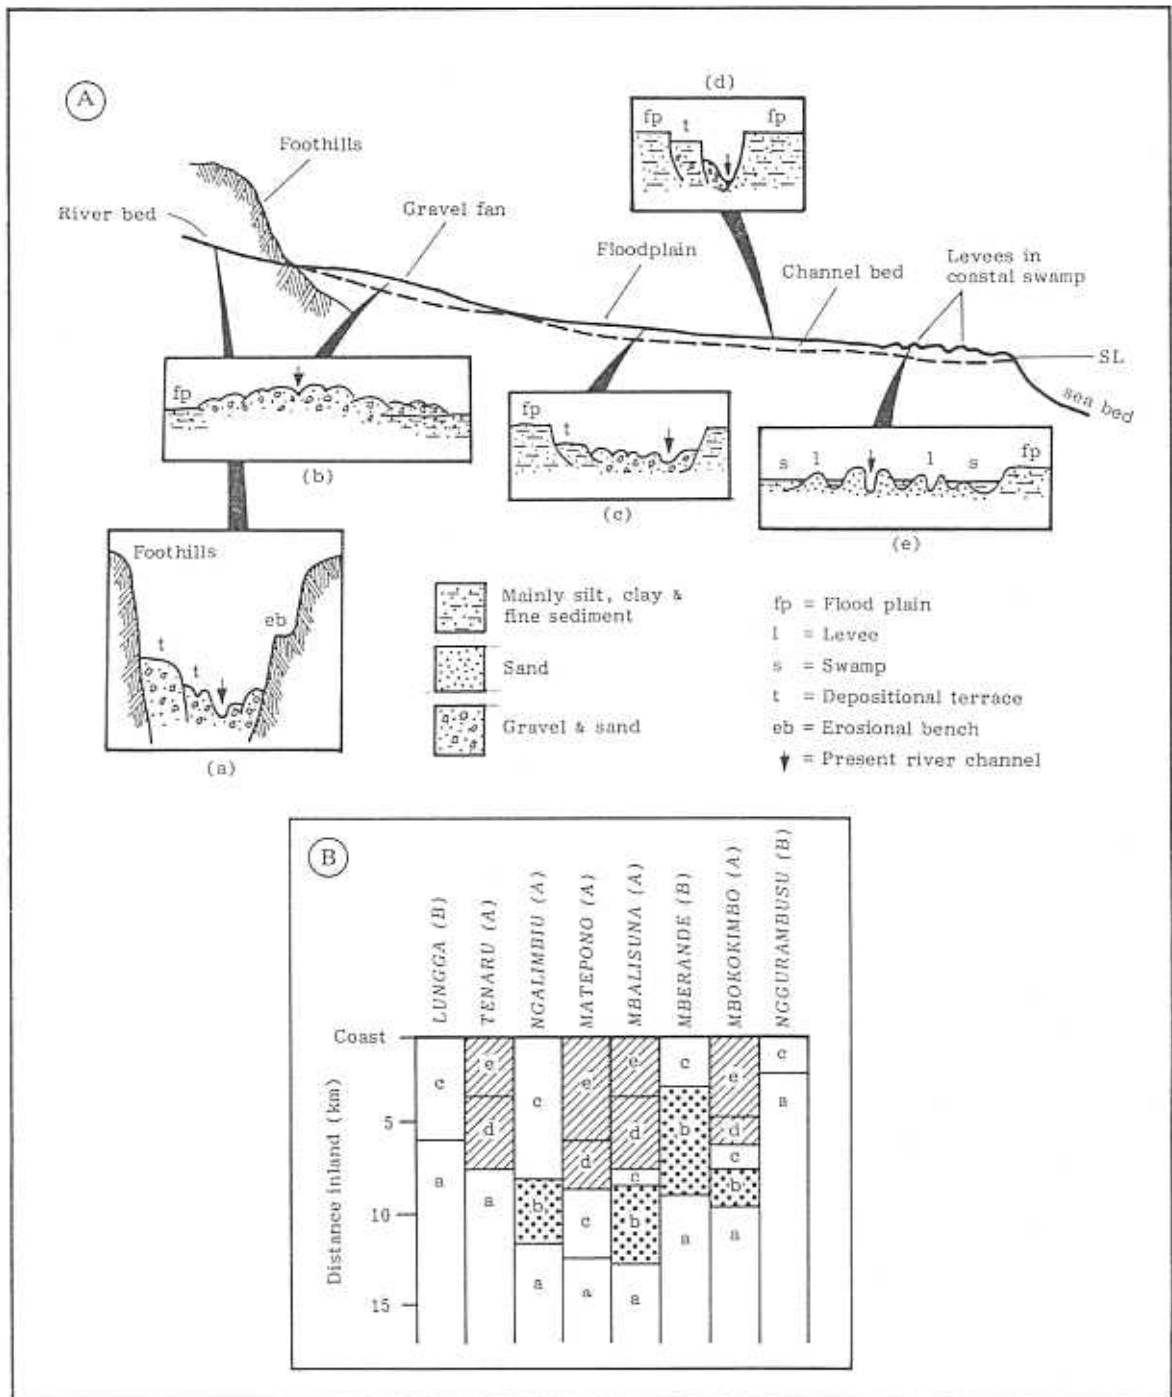 A
(d)
fp
t
fp
Foothills
River bed
Gravel fan
Floodplain
Channel bed
Levees in
coastal swamp
SL
sea bed
fp
(b)
fp
t
(c)
s
l
l
s
fp
(e)
Foothills
eb
t
t
(a)
Mainly silt, clay &
fine sediment
Sand
Gravel & sand
fp = Flood plain
l = Levee
s = Swamp
t = Depositional terrace
eb = Erosional bench
= Present river channel
B
LUNGGA (B)
TENARU (A)
NGALIMBIU (A)
MATEPONO (A)
MBALISUNA (A)
MBERANDE (B)
MBOKOKIMBO (A)
NGGURAMBUSU (B)
Coast
5
10
15
Distance inland (km)
c
a
e
d
a
c
b
a
e
d
c
a
e
d
c
b
a
c
b
a
e
d
c
b
a
c
a